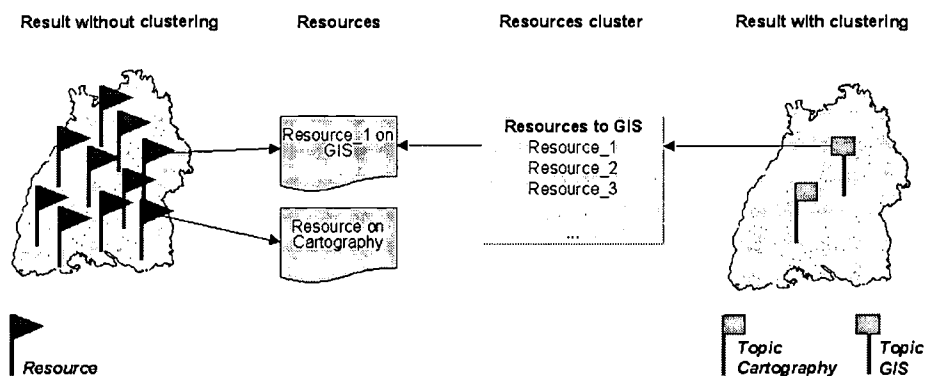 Result without clustering
Resources
Resources cluster
Result with clustering
Resource_1 on
GIS
Resource on
Cartography
Resources to GIS
Resource_1
Resource_2
Resource_3
...
Resource
Topic
Cartography
Topic
GIS